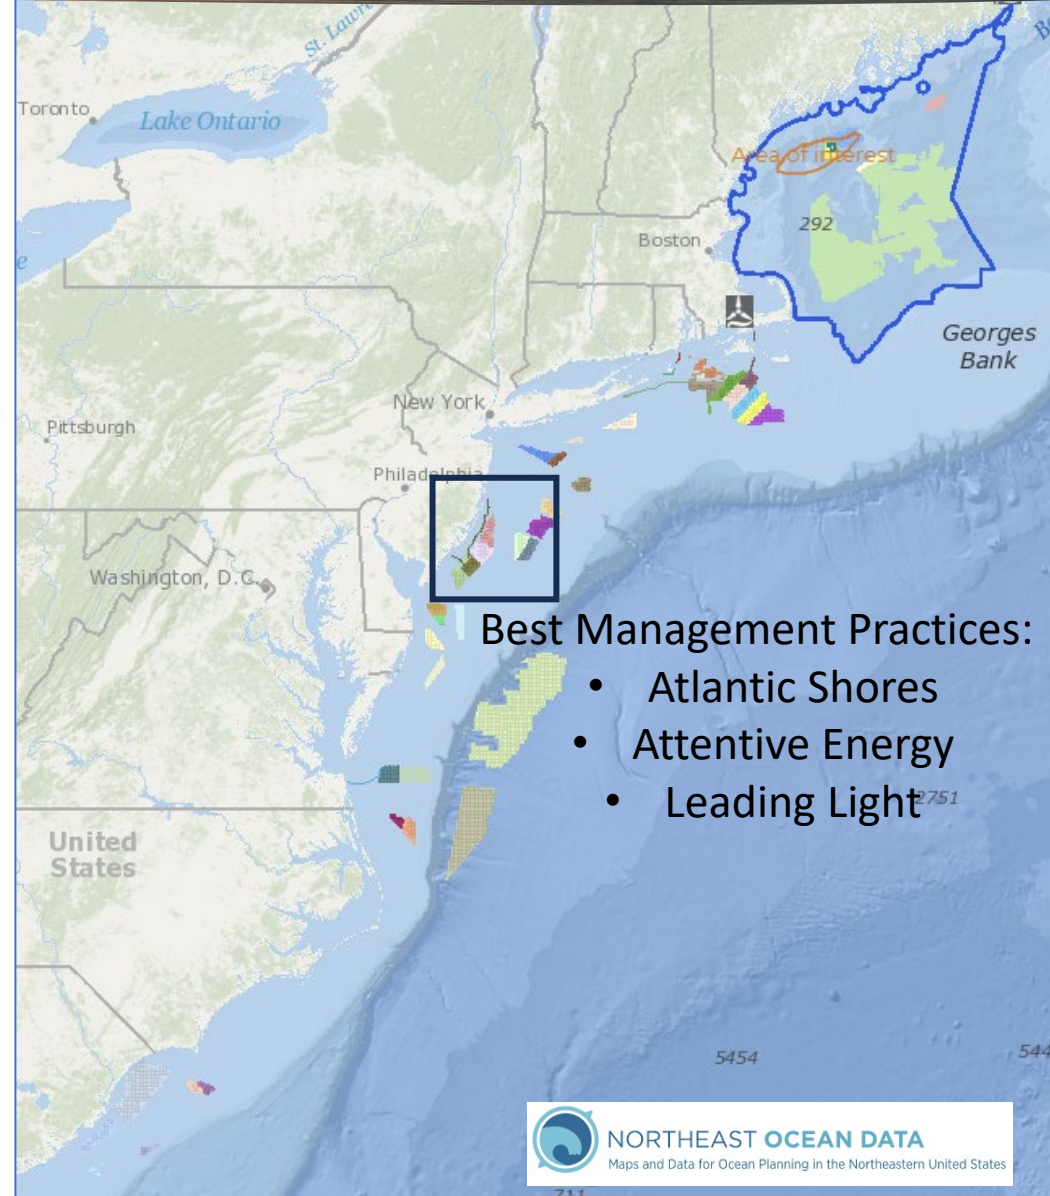 St. Lawre
Toronto
Lake Ontario
Area of interest
292
Boston
Georges
Bank
New York
Pittsburgh
Philadelphia
Washington, D.C.
Best Management Practices:
• Atlantic Shores
• Attentive Energy
• Leading Light
2751
United
States
5454
544
NORTHEAST OCEAN DATA
Maps and Data for Ocean Planning in the Northeastern United States
711